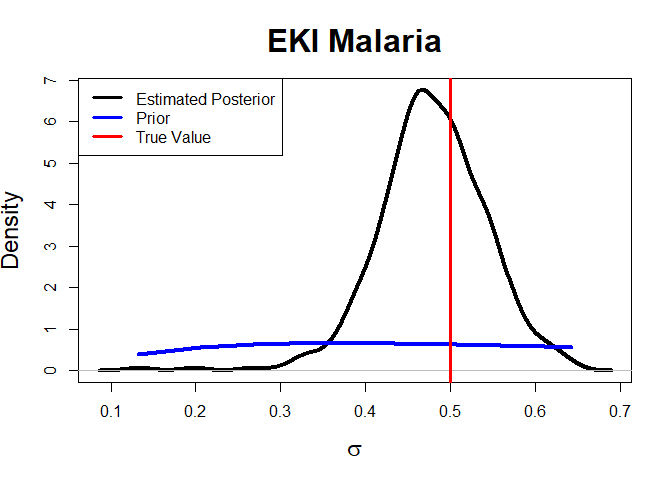 EKI Malaria
Estimated Posterior
Prior
True Value
Density
7
6
5
4
3
2
1
0
0.1 0.2 0.3 0.4 0.5 0.6 0.7
σ